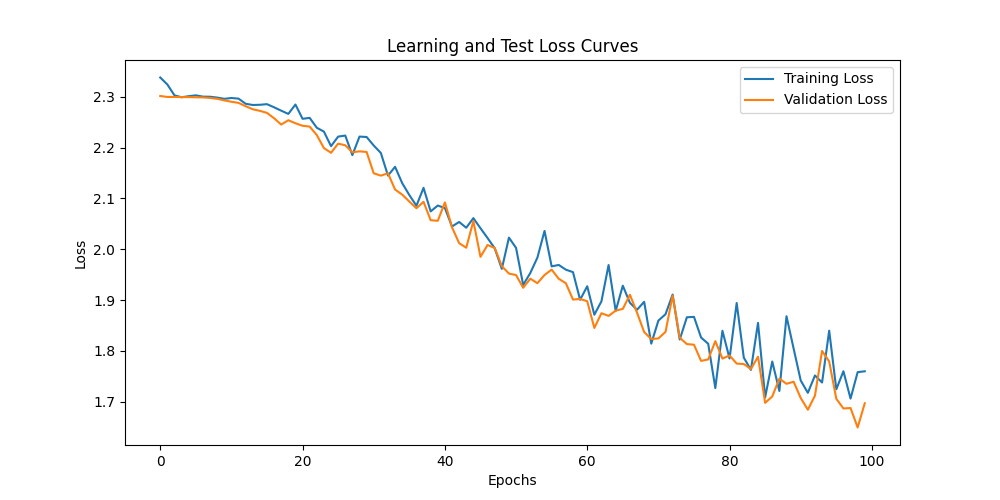 Learning and Test Loss Curves
Training Loss
Validation Loss
2.3
2.2
2.1
2.0
1.9
1.8
1.7
Loss
0 20 40 60 80 100
Epochs